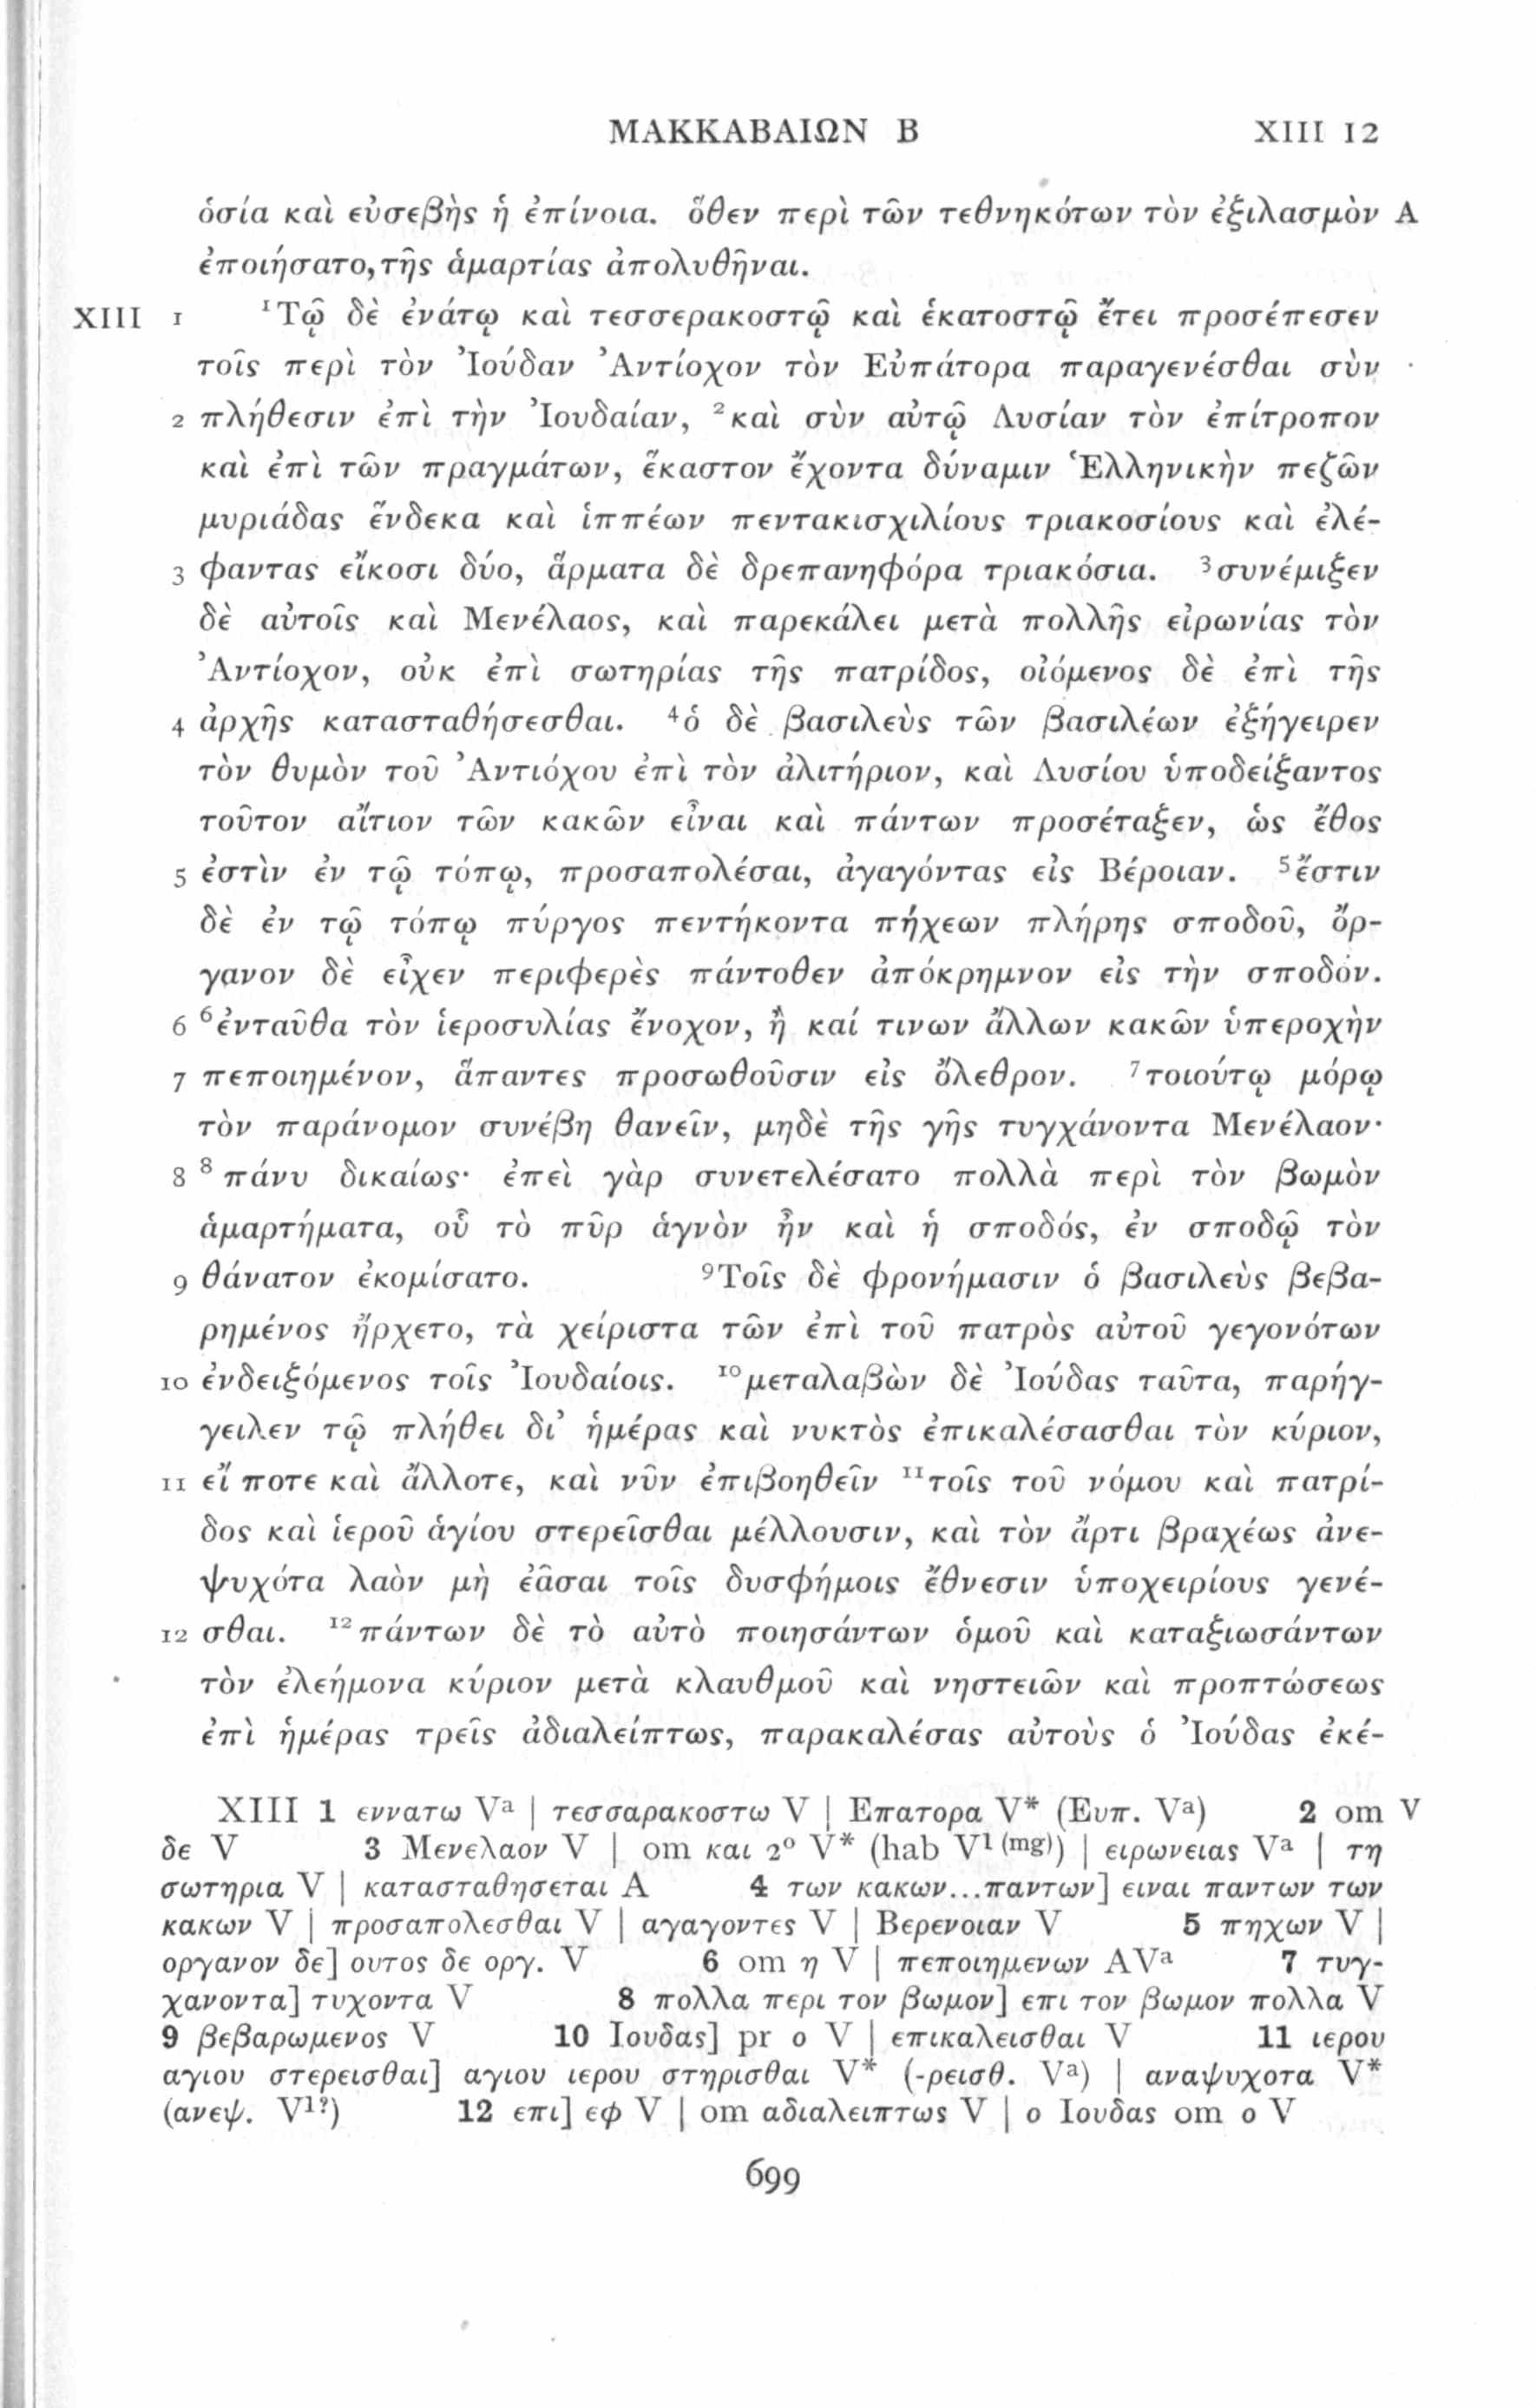 ΜΑΚΚΑΒΑΙΩΝ Β XIII 12
ὁσία καὶ εὐσεβὴς ἡ ἐπίνοια. ὅθεν περὶ τῶν τεθνηκότων τὸν ἐξιλασμὸν A
ἐποιήσατο, τῆς ἁμαρτίας ἀπολυθῆναι.
XIII 1 ¹Τῷ δὲ ἐνάτῳ καὶ τεσσερακοστῷ καὶ ἑκατοστῷ ἔτει προσέπεσεν
τοῖς περὶ τὸν Ἰούδαν Ἀντίοχον τὸν Εὐπάτορα παραγενέσθαι σὺν
2 πλήθεσιν ἐπὶ τὴν Ἰουδαίαν, ²καὶ σὺν αὐτῷ Λυσίαν τὸν ἐπίτροπον
καὶ ἐπὶ τῶν πραγμάτων, ἕκαστον ἔχοντα δύναμιν Ἑλληνικὴν πεζῶν
μυριάδας ἕνδεκα καὶ ἱππέων πεντακισχιλίους τριακοσίους καὶ ἐλέ-
3 φαντας εἴκοσι δύο, ἅρματα δὲ δρεπανηφόρα τριακόσια. ³συνέμιξεν
δὲ αὐτοῖς καὶ Μενέλαος, καὶ παρεκάλει μετὰ πολλῆς εἰρωνίας τὸν
Ἀντίοχον, οὐκ ἐπὶ σωτηρίας τῆς πατρίδος, οἰόμενος δὲ ἐπὶ τῆς
4 ἀρχῆς κατασταθήσεσθαι. ⁴ὁ δὲ βασιλεὺς τῶν βασιλέων ἐξήγειρεν
τὸν θυμὸν τοῦ Ἀντιόχου ἐπὶ τὸν ἀλιτήριον, καὶ Λυσίου ὑποδείξαντος
τοῦτον αἴτιον τῶν κακῶν εἶναι καὶ πάντων προσέταξεν, ὡς ἔθος
5 ἐστὶν ἐν τῷ τόπῳ, προσαπολέσαι, ἀγαγόντας εἰς Βέροιαν. ⁵ἔστιν
δὲ ἐν τῷ τόπῳ πύργος πεντήκοντα πήχεων πλήρης σποδοῦ, ὄρ-
γανον δὲ εἶχεν περιφερὲς πάντοθεν ἀπόκρημνον εἰς τὴν σποδόν.
6 ⁶ἐνταῦθα τὸν ἱεροσυλίας ἔνοχον, ἢ καί τινων ἄλλων κακῶν ὑπεροχὴν
7 πεποιημένον, ἅπαντες προσωθοῦσιν εἰς ὄλεθρον. ⁷τοιούτῳ μόρῳ
τὸν παράνομον συνέβη θανεῖν, μηδὲ τῆς γῆς τυγχάνοντα Μενέλαον·
8 ⁸πάνυ δικαίως· ἐπεὶ γὰρ συνετελέσατο πολλὰ περὶ τὸν βωμὸν
ἁμαρτήματα, οὗ τὸ πῦρ ἁγνὸν ἦν καὶ ἡ σποδός, ἐν σποδῷ τὸν
9 θάνατον ἐκομίσατο. ⁹Τοῖς δὲ φρονήμασιν ὁ βασιλεὺς βεβα-
ρημένος ἤρχετο, τὰ χείριστα τῶν ἐπὶ τοῦ πατρὸς αὐτοῦ γεγονότων
10 ἐνδειξόμενος τοῖς Ἰουδαίοις. ¹⁰μεταλαβὼν δὲ Ἰούδας ταῦτα, παρήγ-
γειλεν τῷ πλήθει δι’ ἡμέρας καὶ νυκτὸς ἐπικαλέσασθαι τὸν κύριον,
11 εἴ ποτε καὶ ἄλλοτε, καὶ νῦν ἐπιβοηθεῖν ¹¹τοῖς τοῦ νόμου καὶ πατρί-
δος καὶ ἱεροῦ ἁγίου στερεῖσθαι μέλλουσιν, καὶ τὸν ἄρτι βραχέως ἀνε-
ψυχότα λαὸν μὴ ἐᾶσαι τοῖς δυσφήμοις ἔθνεσιν ὑποχειρίους γενέ-
12 σθαι. ¹²πάντων δὲ τὸ αὐτὸ ποιησάντων ὁμοῦ καὶ καταξιωσάντων
τὸν ἐλεήμονα κύριον μετὰ κλαυθμοῦ καὶ νηστειῶν καὶ προπτώσεως
ἐπὶ ἡμέρας τρεῖς ἀδιαλείπτως, παρακαλέσας αὐτοὺς ὁ Ἰούδας ἐκέ-
XIII 1 εννατω Vᵃ | τεσσαρακοστω V | Επατορα V* (Ευπ. Vᵃ) 2 om V
δε V 3 Μενελαον V | om και 2º V* (hab V¹ ⁽ᵐᵍ⁾) | ειρωνειας Vᵃ | τη
σωτηρια V | κατασταθησεται A 4 των κακων...παντων] ειναι παντων των
κακων V | προσαπολεσθαι V | αγαγοντες V | Βερενοιαν V 5 πηχων V |
οργανον δε] ουτος δε οργ. V 6 om η V | πεποιημενων AVᵃ 7 τυγ-
χανοντα] τυχοντα V 8 πολλα περι τον βωμον] επι τον βωμον πολλα V
9 βεβαρωμενος V 10 Ιουδας] pr ο V | επικαλεισθαι V 11 ιερου
αγιου στερεισθαι] αγιου ιερου στηρισθαι V* (-ρεισθ. Vᵃ) | αναψυχοτα V*
(ανεψ. V¹?) 12 επι] εφ V | om αδιαλειπτως V | ο Ιουδας om ο V
699